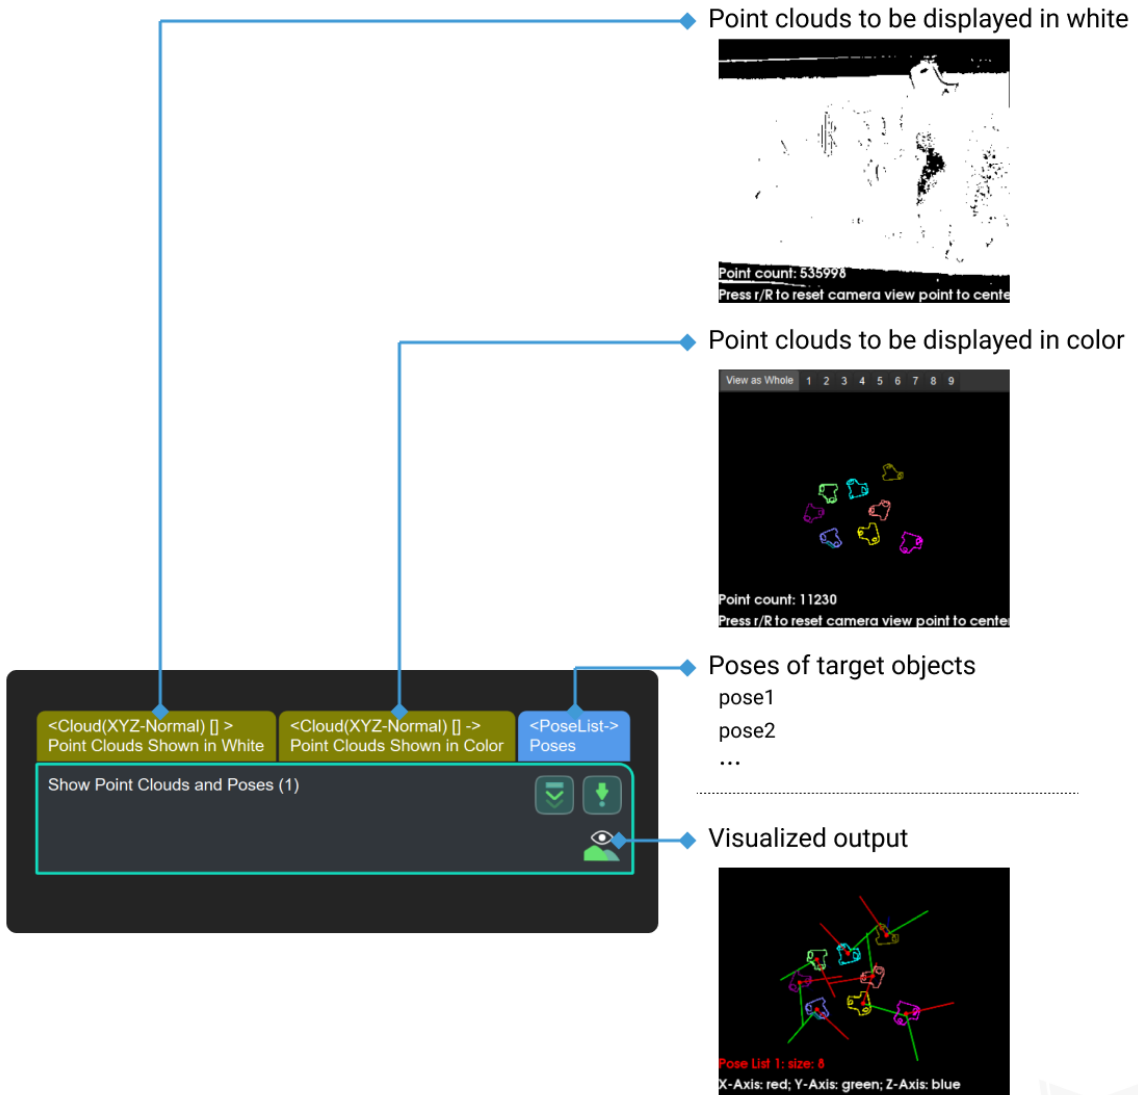 Point clouds to be displayed in white
Point count: 535998
Press r/R to reset camera view point to cente
Point clouds to be displayed in color
View as Whole 1 2 3 4 5 6 7 8 9
Point count: 11230
Press r/R to reset camera view point to center
Poses of target objects
pose1
pose2
...
<Cloud(XYZ-Normal) [] >
Point Clouds Shown in White
<Cloud(XYZ-Normal) [] ->
Point Clouds Shown in Color
<PoseList->
Poses
Show Point Clouds and Poses (1)
Visualized output
Pose List 1: size: 8
X-Axis: red; Y-Axis: green; Z-Axis: blue